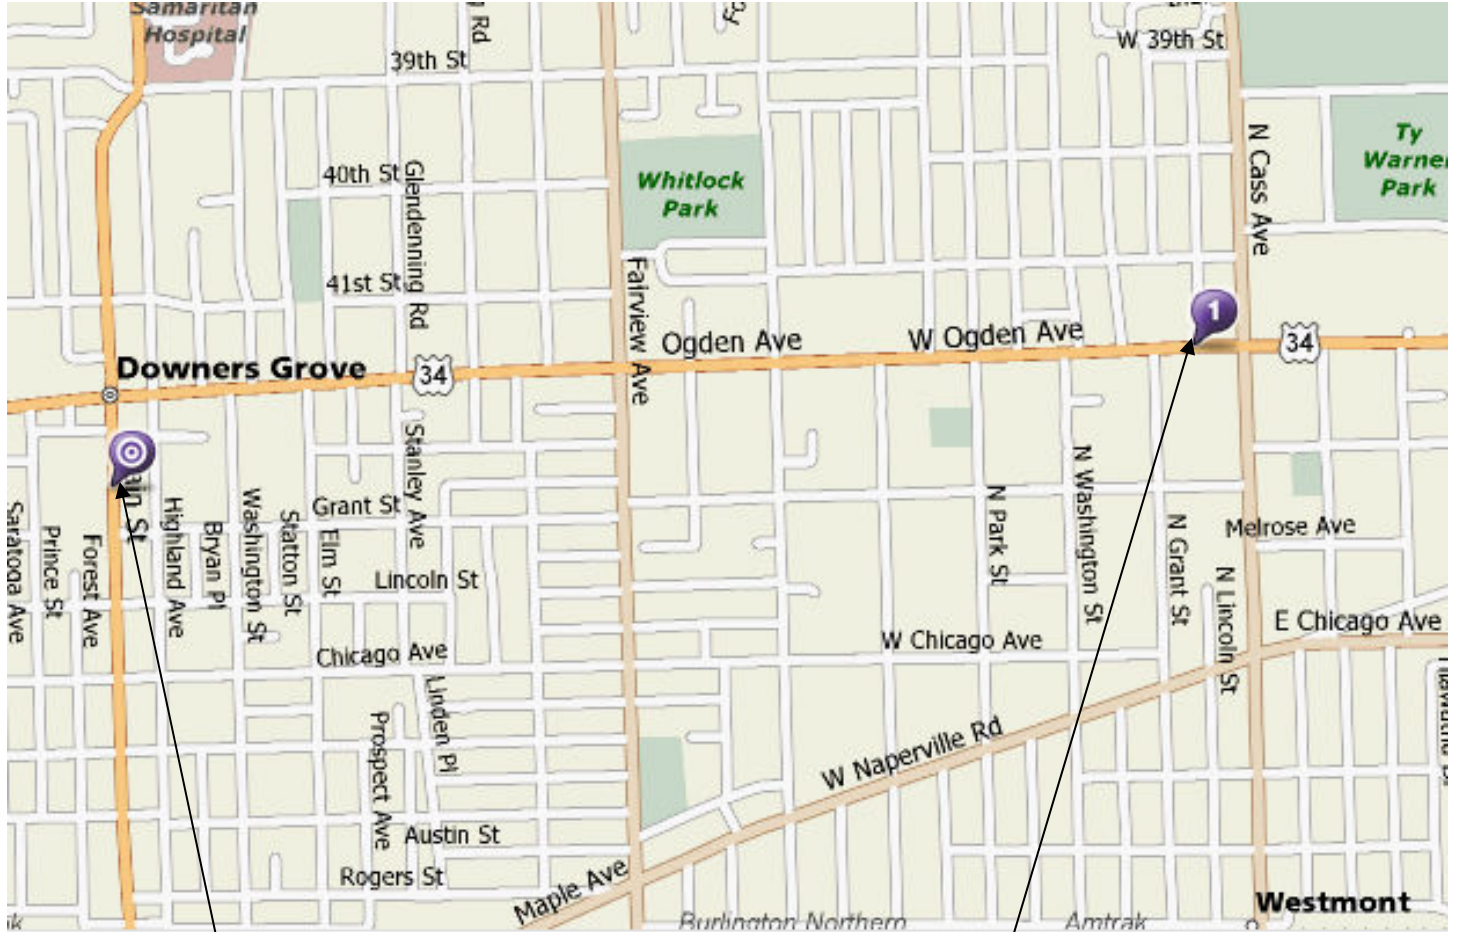 Samaritan
Hospital
g Rd
39th St
W 39th St
N Cass Ave
Ty
Warner
Park
40th St
Glendenning Rd
Whitlock
Park
41st St
Fairview Ave
Ogden Ave
W Ogden Ave
1
34
Downers Grove
34
ain St
Highland Ave
Bryan Pl
Washington St
Statton St
Elm St
Stanley Ave
Grant St
Saratoga Ave
Prince St
Forest Ave
Lincoln St
N Park St
N Washington St
N Grant St
N Lincoln St
Melrose Ave
E Chicago Ave
W Chicago Ave
Chicago Ave
Linden Pl
Prospect Ave
W Naperville Rd
Austin St
Rogers St
Maple Ave
Burlington Northern
Amtrak
Westmont